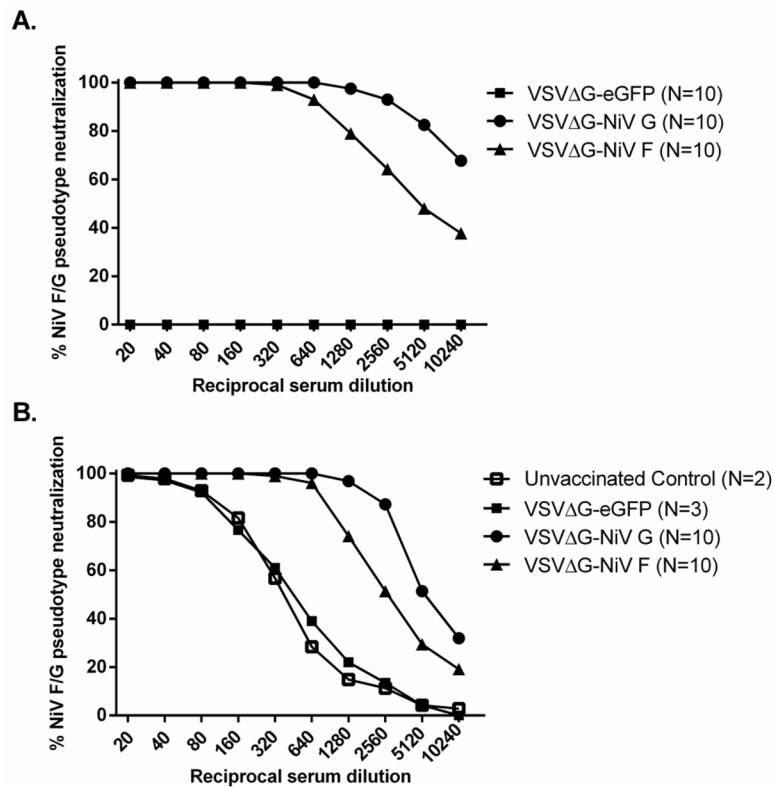 A.
% NiV F/G pseudotype neutralization
100
80
60
40
20
0
20
40
80
160
320
640
1280
2560
5120
10240
Reciprocal serum dilution
VSVΔG-eGFP (N=10)
VSVΔG-NiV G (N=10)
VSVΔG-NiV F (N=10)
B.
% NiV F/G pseudotype neutralization
100
80
60
40
20
0
20
40
80
160
320
640
1280
2560
5120
10240
Reciprocal serum dilution
Unvaccinated Control (N=2)
VSVΔG-eGFP (N=3)
VSVΔG-NiV G (N=10)
VSVΔG-NiV F (N=10)